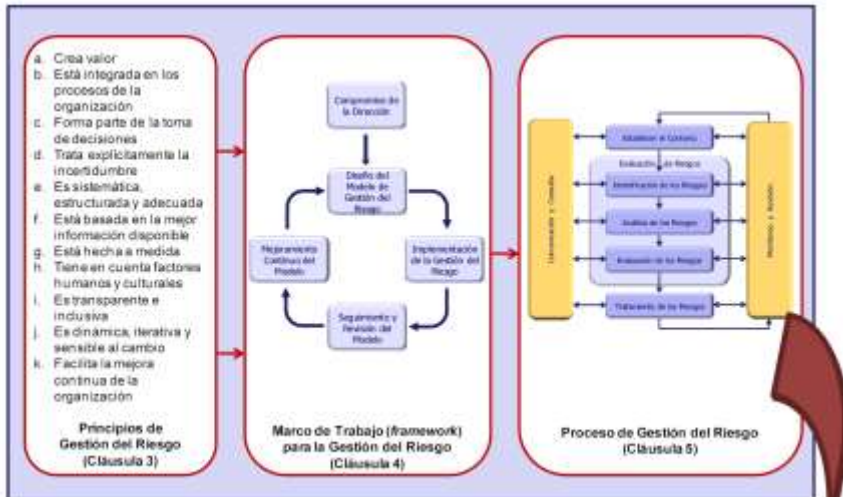 a. Crea valor
b. Está integrada en los
procesos de la
organización
c. Forma parte de la toma
de decisiones
d. Trata explícitamente la
incertidumbre
e. Es sistemática,
estructurada y adecuada
f. Está basada en la mejor
información disponible
g. Está hecha a medida
h. Tiene en cuenta factores
humanos y culturales
i. Es transparente e
inclusiva
j. Es dinámica, iterativa y
sensible al cambio
k. Facilita la mejora
continua de la
organización
Principios de
Gestión del Riesgo
(Cláusula 3)
Compromiso de
la Dirección
Diseño del
Modelo de
Gestión del
Riesgo
Mejoramiento
Continuo del
Modelo
Implementación
de la Gestión del
Riesgo
Seguimiento y
Revisión del
Modelo
Marco de Trabajo (framework)
para la Gestión del Riesgo
(Cláusula 4)
Comunicación y Consulta
Establecer el Contexto
Evaluación de Riesgos
Identificación de los Riesgos
Análisis de los Riesgos
Evaluación de los Riesgos
Tratamiento de los Riesgos
Monitoreo y Revisión
Proceso de Gestión del Riesgo
(Cláusula 5)